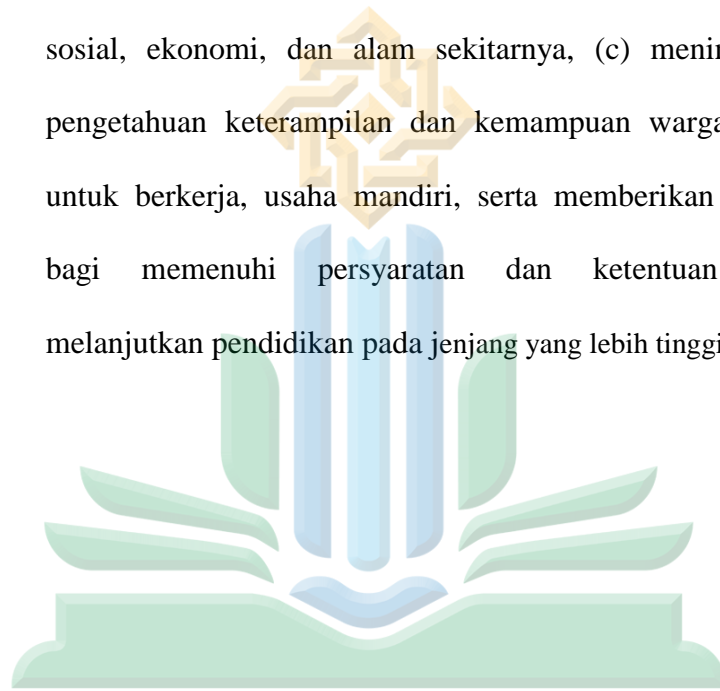 sosial, ekonomi, dan alam sekitarnya, (c) menin
pengetahuan keterampilan dan kemampuan warga
untuk berkerja, usaha mandiri, serta memberikan
bagi memenuhi persyaratan dan ketentuan
melanjutkan pendidikan pada jenjang yang lebih tinggi